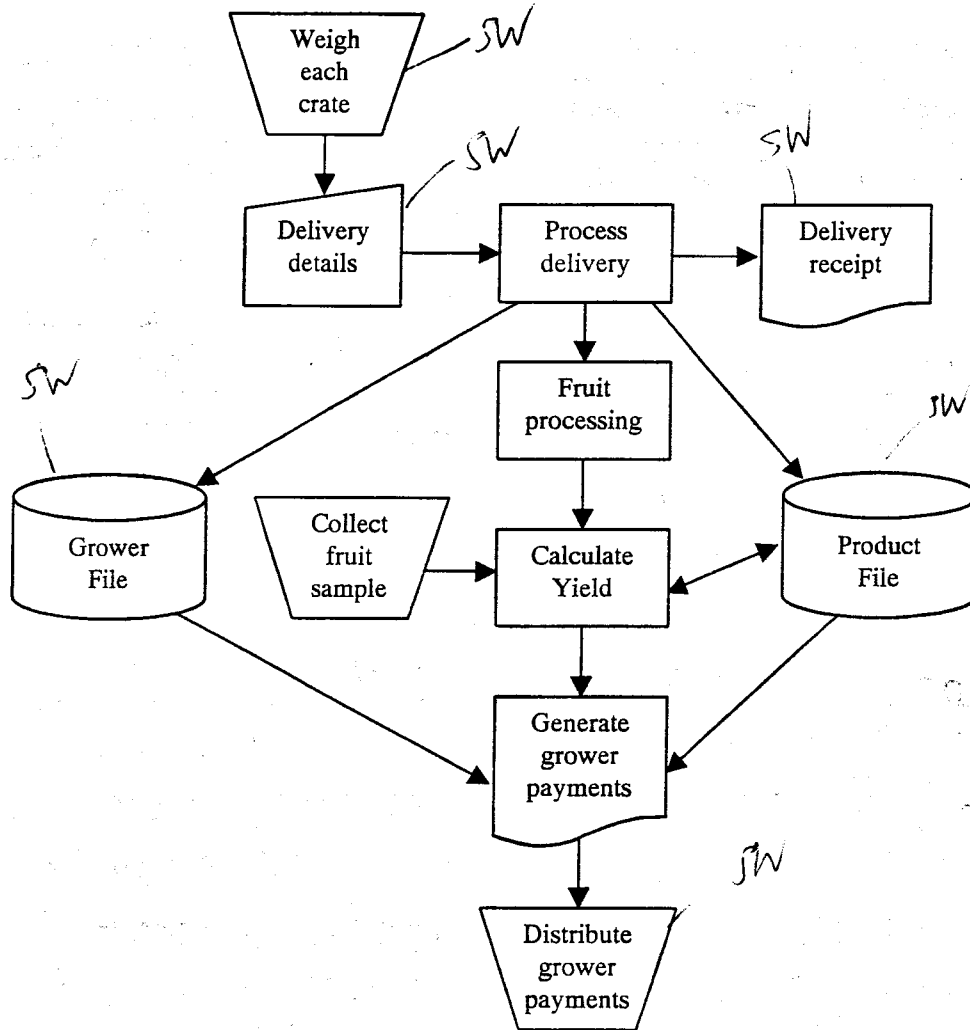 Weigh
each
crate
SW
Delivery
details
SW
Process
delivery
Delivery
receipt
SW
Fruit
processing
Grower
File
SW
Collect
fruit
sample
Calculate
Yield
Product
File
SW
Generate
grower
payments
Distribute
grower
payments
SW